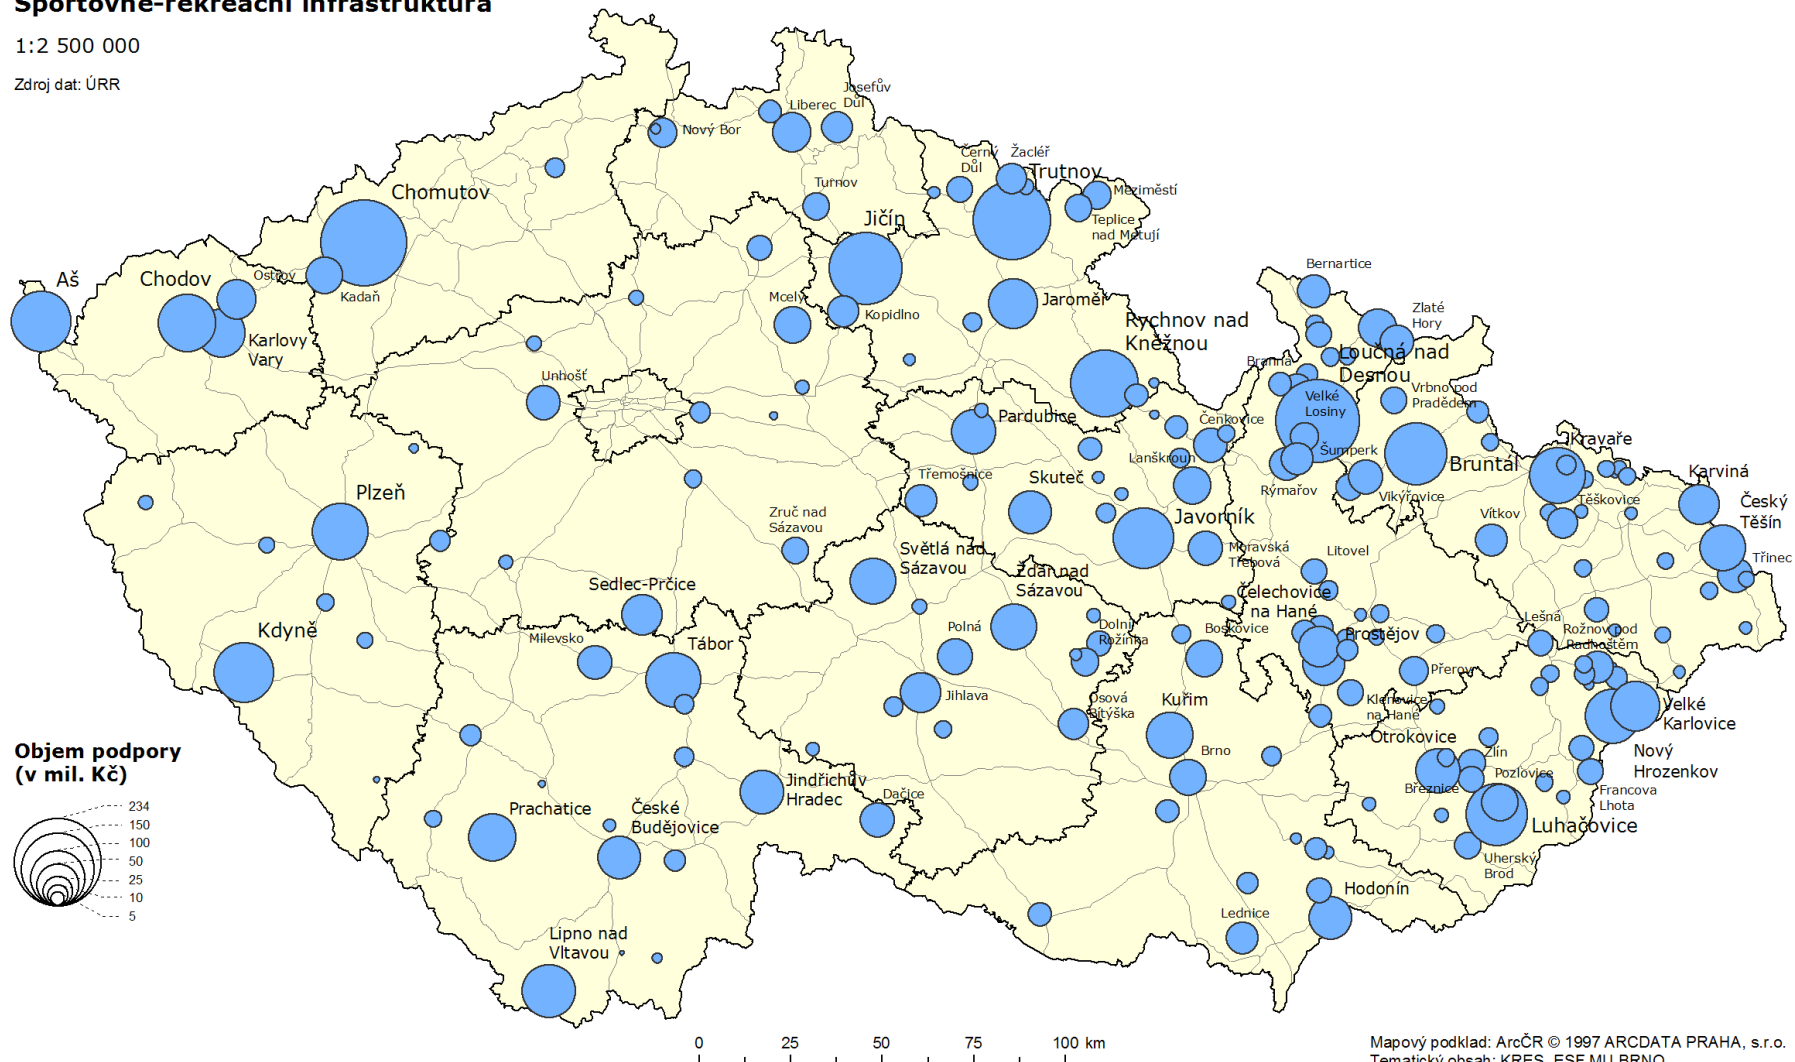 Sportovně-rekreační infrastruktura
1:2 500 000
Zdroj dat: ÚRR
Josefův
Důl
Liberec
Nový Bor
Černý
Důl
Žacléř
Trutnov
Meziměstí
Teplice
nad Metují
Chomutov
Turnov
Jičín
Aš
Chodov
Ostrov
Kadaň
Karlovy
Vary
Mcely
Kopidlno
Jaroměř
Rychnov nad
Kněžnou
Bernartice
Zlaté
Hory
Loučná nad
Desnou
Branná
Velké
Losiny
Vrbno pod
Pradědem
Unhošť
Pardubice
Čenkovice
Lanškroun
Šumperk
Bruntál
Kravaře
Karviná
Český
Těšín
Třinec
Plzeň
Třemošnice
Skuteč
Rýmařov
Vikýřovice
Těškovice
Vítkov
Javorník
Zruč nad
Sázavou
Světlá nad
Sázavou
Moravská
Třebová
Litovel
Sedlec-Prčice
Žďár nad
Sázavou
Čelechovice
na Hané
Kdyně
Milevsko
Tábor
Polná
Dolní
Rožínka
Boskovice
Prostějov
Lešná
Rožnov pod
Radhoštěm
Přerov
Jihlava
Osová
Bítýška
Kuřim
Klenovice
na Hané
Velké
Karlovice
Otrokovice
Nový
Hrozenkov
Brno
Zlín
Pozlovice
Březnice
Francova
Lhota
Luhačovice
Jindřichův
Hradec
Dačice
Prachatice
České
Budějovice
Uherský
Brod
Hodonín
Lednice
Lipno nad
Vltavou
Objem podpory
(v mil. Kč)
234
150
100
50
25
10
5
0 25 50 75 100 km
Mapový podklad: ArcČR © 1997 ARCDATA PRAHA, s.r.o.
Tematický obsah: KRES, ESF MU BRNO